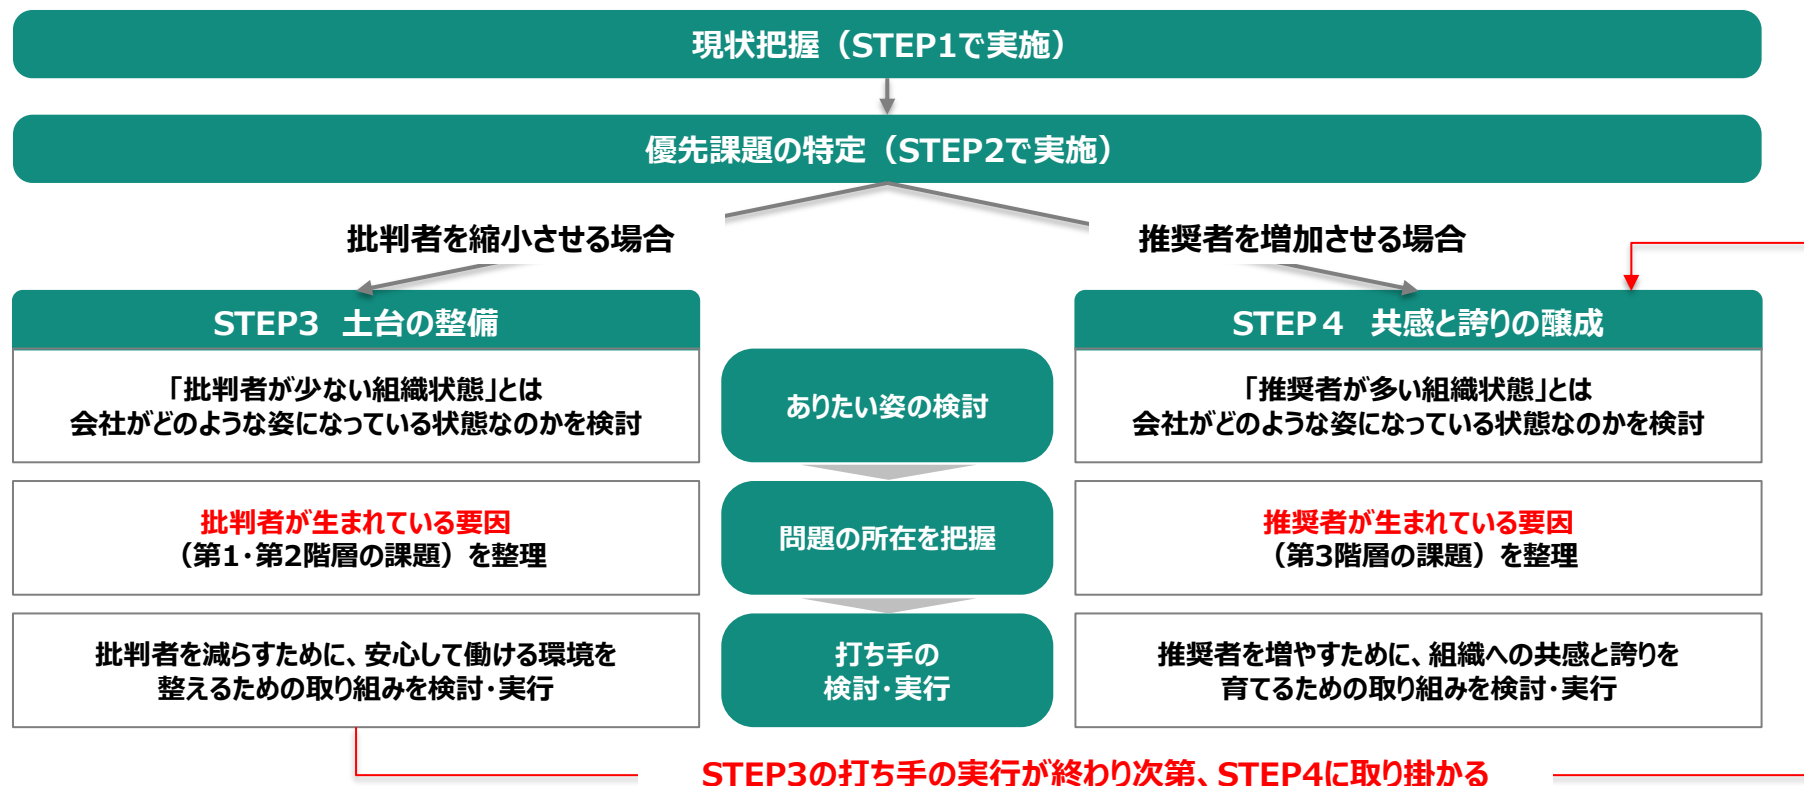 現状把握（STEP1で実施）
優先課題の特定（STEP2で実施）
批判者を縮小させる場合
推奨者を増加させる場合
STEP3　土台の整備
STEP４　共感と誇りの醸成
「批判者が少ない組織状態」とは
会社がどのような姿になっている状態なのかを検討
ありたい姿の検討
「推奨者が多い組織状態」とは
会社がどのような姿になっている状態なのかを検討
批判者が生まれている要因
（第1・第2階層の課題）を整理
問題の所在を把握
推奨者が生まれている要因
（第3階層の課題）を整理
批判者を減らすために、安心して働ける環境を
整えるための取り組みを検討・実行
打ち手の
検討・実行
推奨者を増やすために、組織への共感と誇りを
育てるための取り組みを検討・実行
STEP3の打ち手の実行が終わり次第、STEP4に取り掛かる